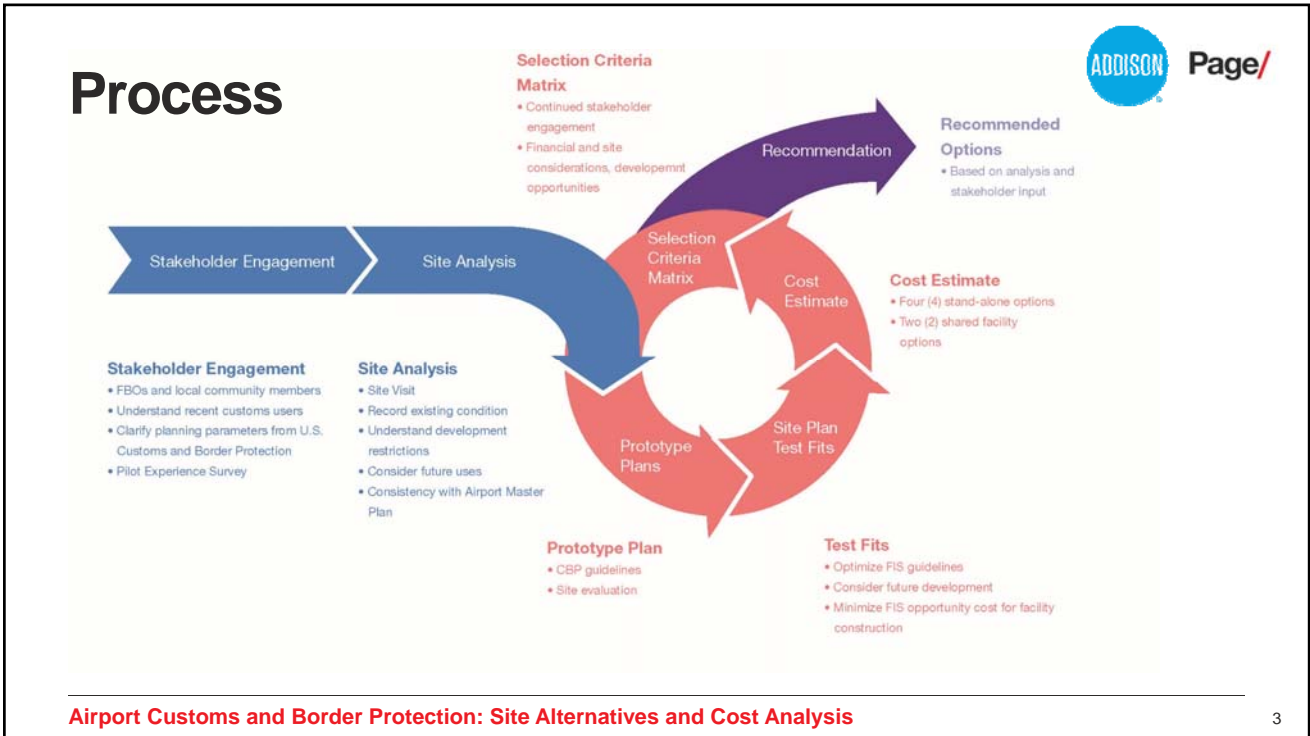 Process
ADDISON
Page/
Selection Criteria
Matrix
• Continued stakeholder
engagement
• Financial and site
considerations, developemnt
opportunities
Recommendation
Recommended
Options
• Based on analysis and
stakeholder input
Stakeholder Engagement
Site Analysis
Selection
Criteria
Matrix
Cost
Estimate
Cost Estimate
• Four (4) stand-alone options
• Two (2) shared facility
options
Stakeholder Engagement
• FBOs and local community members
• Understand recent customs users
• Clarify planning parameters from U.S.
Customs and Border Protection
• Pilot Experience Survey
Site Analysis
• Site Visit
• Record existing condition
• Understand development
restrictions
• Consider future uses
• Consistency with Airport Master
Plan
Prototype
Plans
Site Plan
Test Fits
Prototype Plan
• CBP guidelines
• Site evaluation
Test Fits
• Optimize FIS guidelines
• Consider future development
• Minimize FIS opportunity cost for facility
construction
Airport Customs and Border Protection: Site Alternatives and Cost Analysis
3